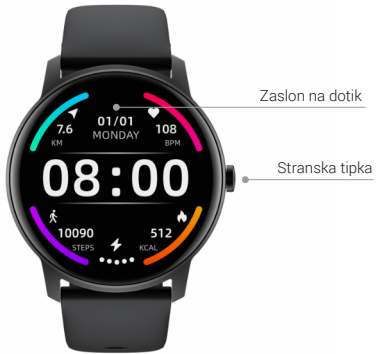 Zaslon na dotik
01/01
7.6 MONDAY 108
KM BPM
Stranska tipka
08:00
10090 512
STEPS KCAL